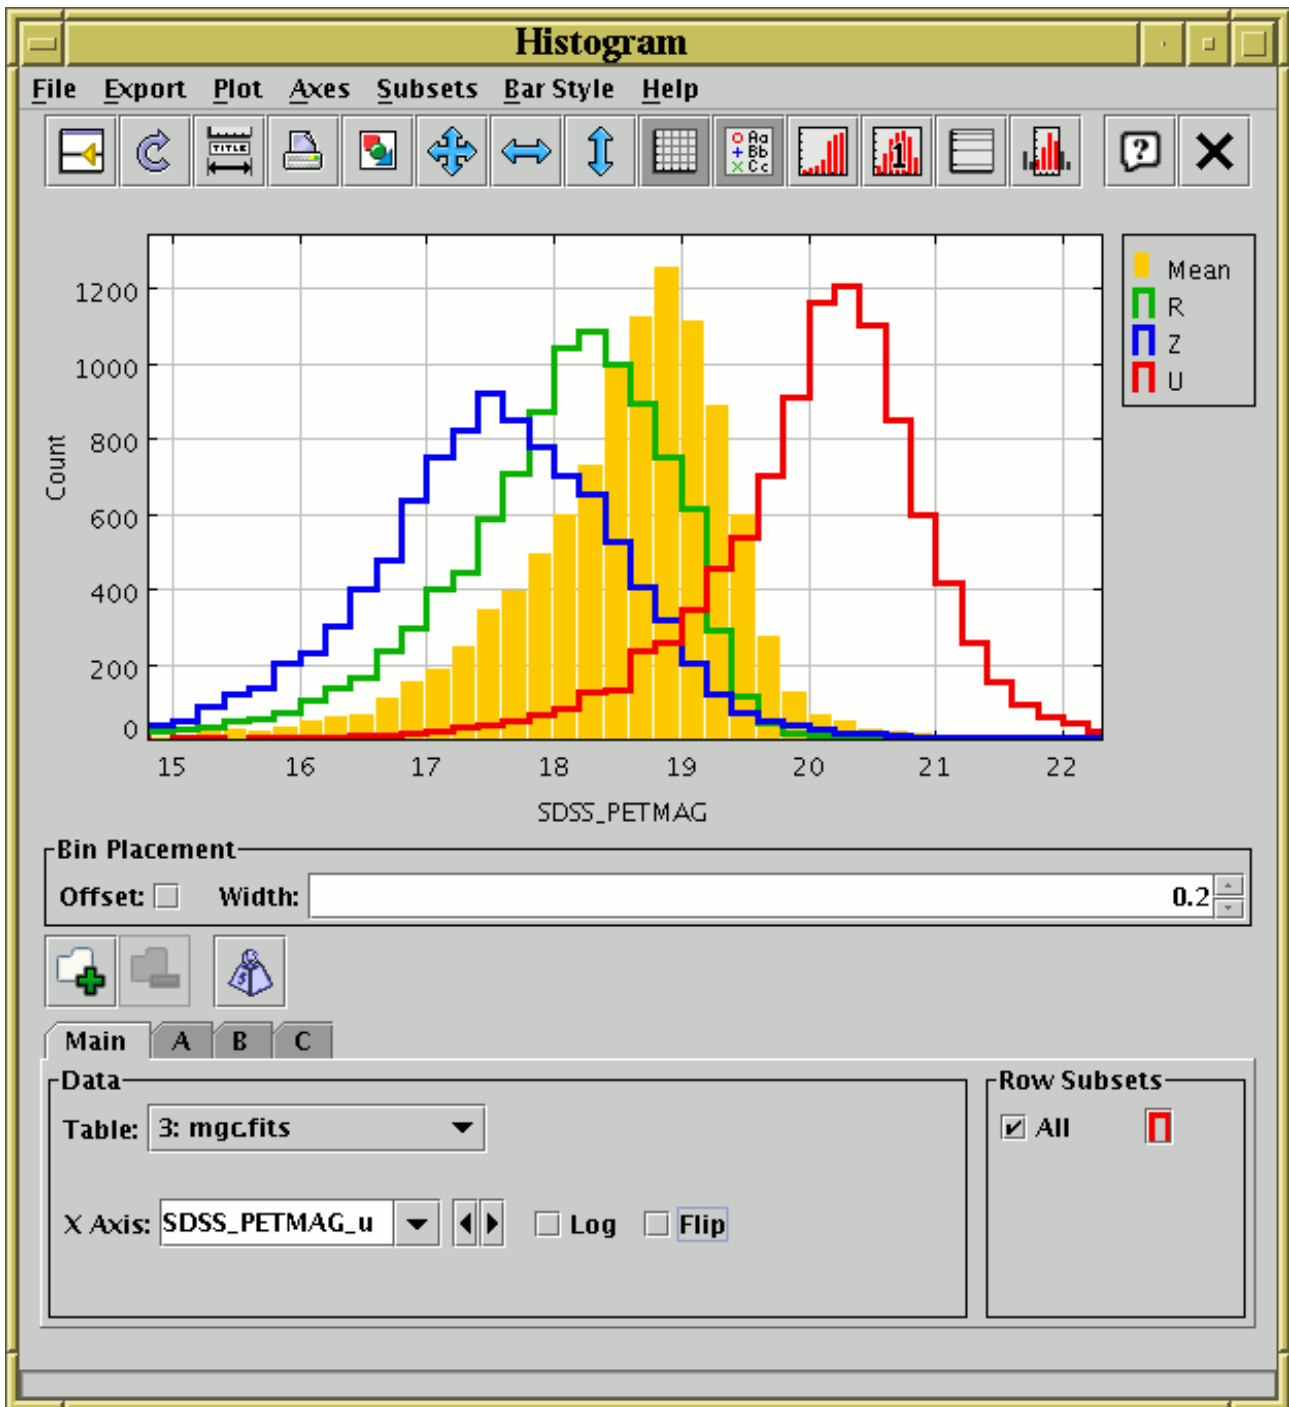 Histogram
File Export Plot Axes Subsets Bar Style Help
TITLE
Aa
Bb
Cc
1
?
1200
1000
800
600
400
200
0
Count
15 16 17 18 19 20 21 22
SDSS_PETMAG
Mean
R
Z
U
Bin Placement
Offset: Width: 0.2
5
Main A B C
Data
Table: 3: mgc.fits
X Axis: SDSS_PETMAG_u Log Flip
Row Subsets
All